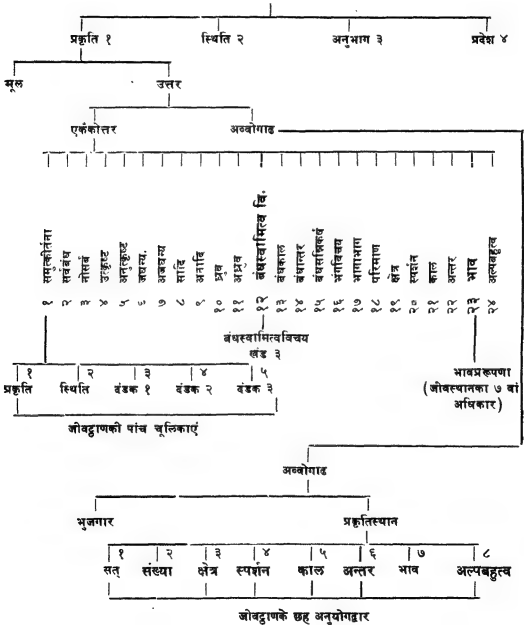 प्रकृति १ स्थिति २ अनुभाग ३ प्रदेश ४
मूल उत्तर
एकैकोत्तर अव्वोगाढ
१ समुत्कीर्तना
२ सर्वबंध
३ नोसर्व
४ उत्कृष्ट
५ अनुत्कृष्ट
६ जघन्य.
७ अजघन्य
८ सादि
९ अनादि
१० ध्रुव
११ अध्रुव
१२ बंधस्वामित्व वि.
१३ बंधकाल
१४ बंधान्तर
१५ बंधसन्निकर्ष
१६ भंगविचय
१७ भागाभाग
१८ परिमाण
१९ क्षेत्र
२० स्पर्शन
२१ काल
२२ अन्तर
२३ भाव
२४ अल्पबहुत्व
बंधस्वामित्वविचय
खंड ३
१ २ ३ ४ ५
प्रकृति स्थिति दंडक १ दंडक २ दंडक ३
जीवट्ठाणकी पांच चूलिकाएं
भावप्ररूपणा
(जीवस्थानका ७ वां
अधिकार)
अव्वोगाढ
भुजगार प्रकृतिस्थान
१ २ ३ ४ ५ ६ ७ ८
सत् संख्या क्षेत्र स्पर्शन काल अन्तर भाव अल्पबहुत्व
जीवट्ठाणके छह अनुयोगद्वार